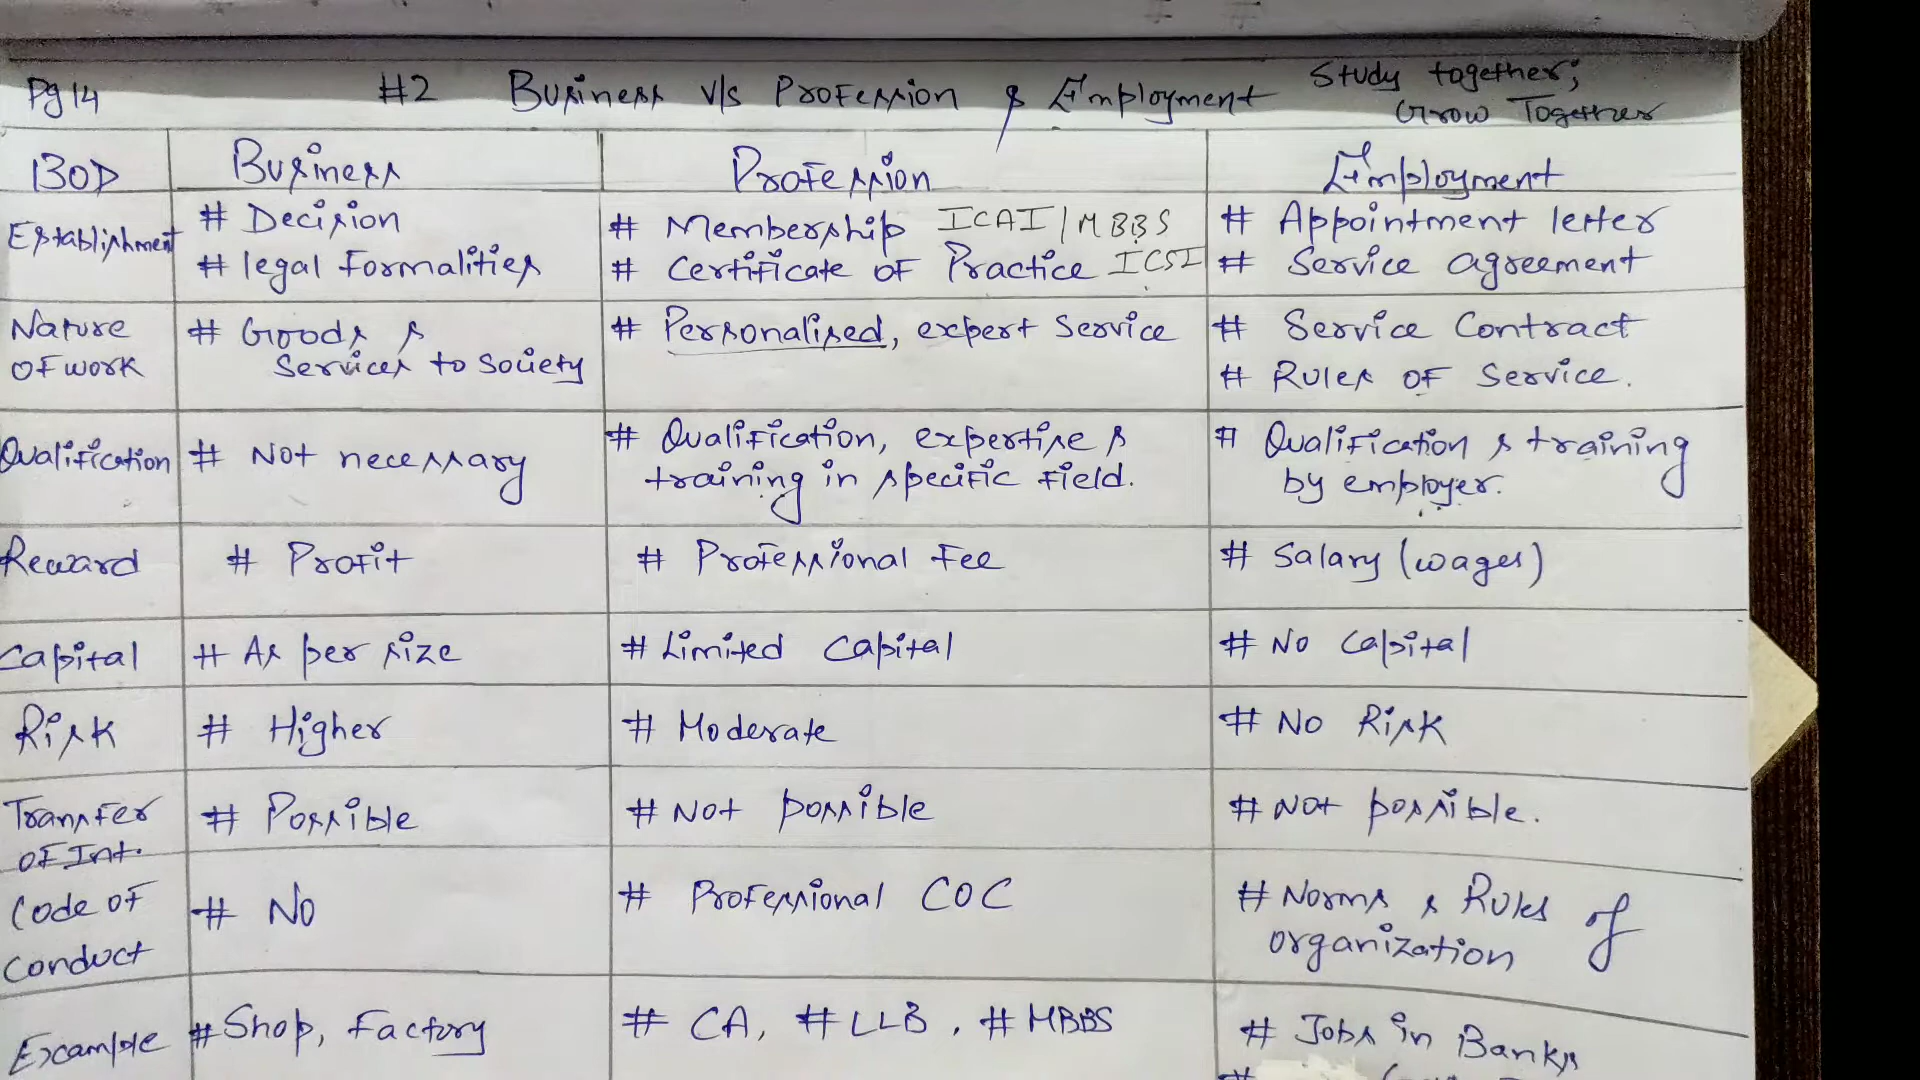 Pg 14 #2 Business v/s Profession & Employment Study together;
Grow Together
BOD Business Profession Employment
Establishment # Decision # Membership ICAI / MBBS # Appointment letter
# legal Formalities # Certificate OF Practice ICSI # Service agreement
Nature # Goods & # Personalised, expert Service # Service Contract
OF work Services to Society # Rules OF Service.
Qualification # Not necessary # Qualification, expertise & # Qualification & training
training in specific Field. by employer.
Reward # Profit # Professional Fee # Salary (wages)
Capital # As per size # Limited Capital # No Capital
Risk # Higher # Moderate # No Risk
Transfer # Possible # Not possible # Not possible.
OF Int.
Code OF # No # Professional COC # Norms & Rules of
Conduct organization
Example # Shop, Factory # CA, # LLB, # MBBS # Jobs in Banks
#